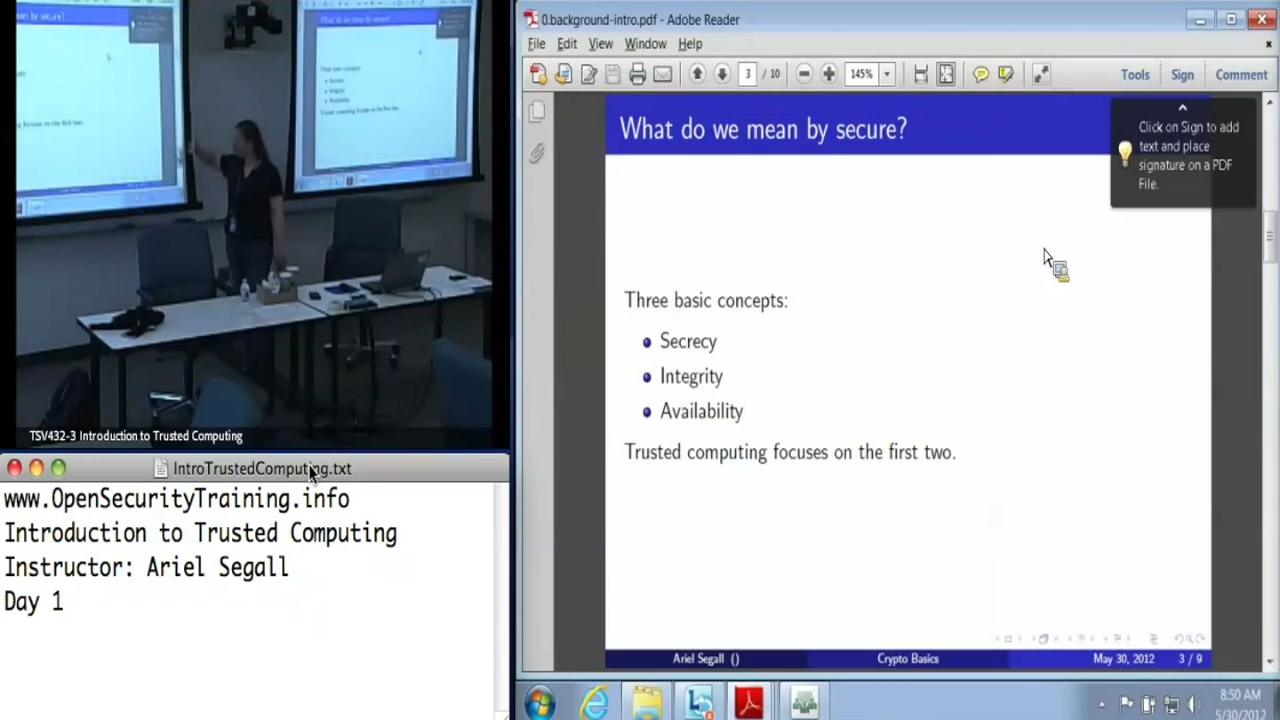 TSV432-3 Introduction to Trusted Computing
IntroTrustedComputing.txt
www.OpenSecurityTraining.info
Introduction to Trusted Computing
Instructor: Ariel Segall
Day 1
0.background-intro.pdf - Adobe Reader
File Edit View Window Help
3 / 10 145% Tools Sign Comment
What do we mean by secure?
Click on Sign to add
text and place
signature on a PDF
File.
Three basic concepts:
Secrecy
Integrity
Availability
Trusted computing focuses on the first two.
Ariel Segall () Crypto Basics May 30, 2012 3 / 9
8:50 AM
5/30/2012